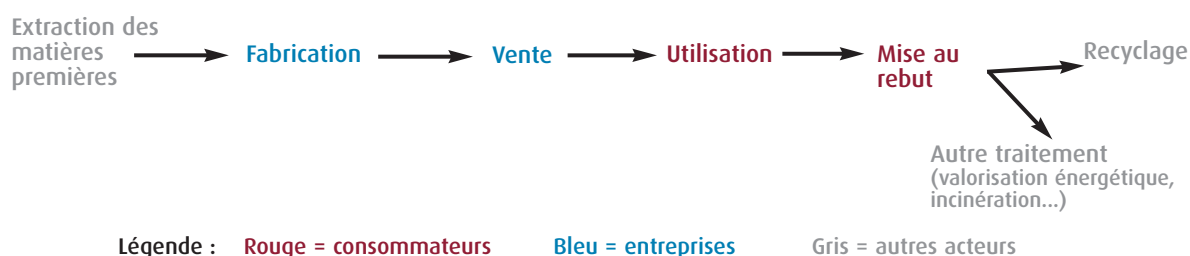 Extraction des
matières
premières
Fabrication
Vente
Utilisation
Mise au
rebut
Recyclage
Autre traitement
(valorisation énergétique,
incinération...)
Légende : Rouge = consommateurs Bleu = entreprises Gris = autres acteurs